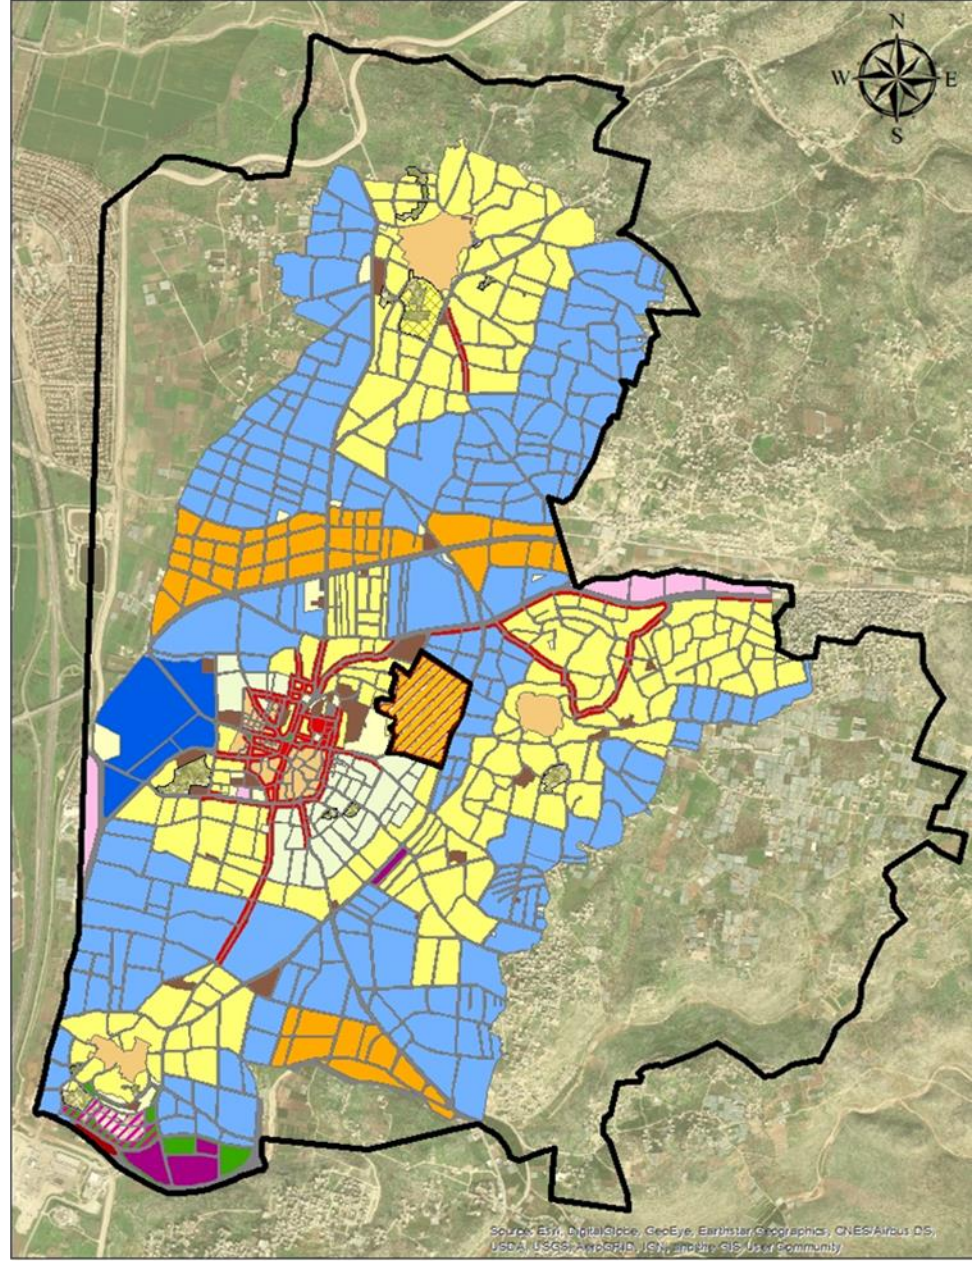 N
W E
S
Source: Esri, DigitalGlobe, GeoEye, Earthstar Geographics, CNES/Airbus DS,
USDA, USGS, AeroGRID, IGN, and the GIS User Community